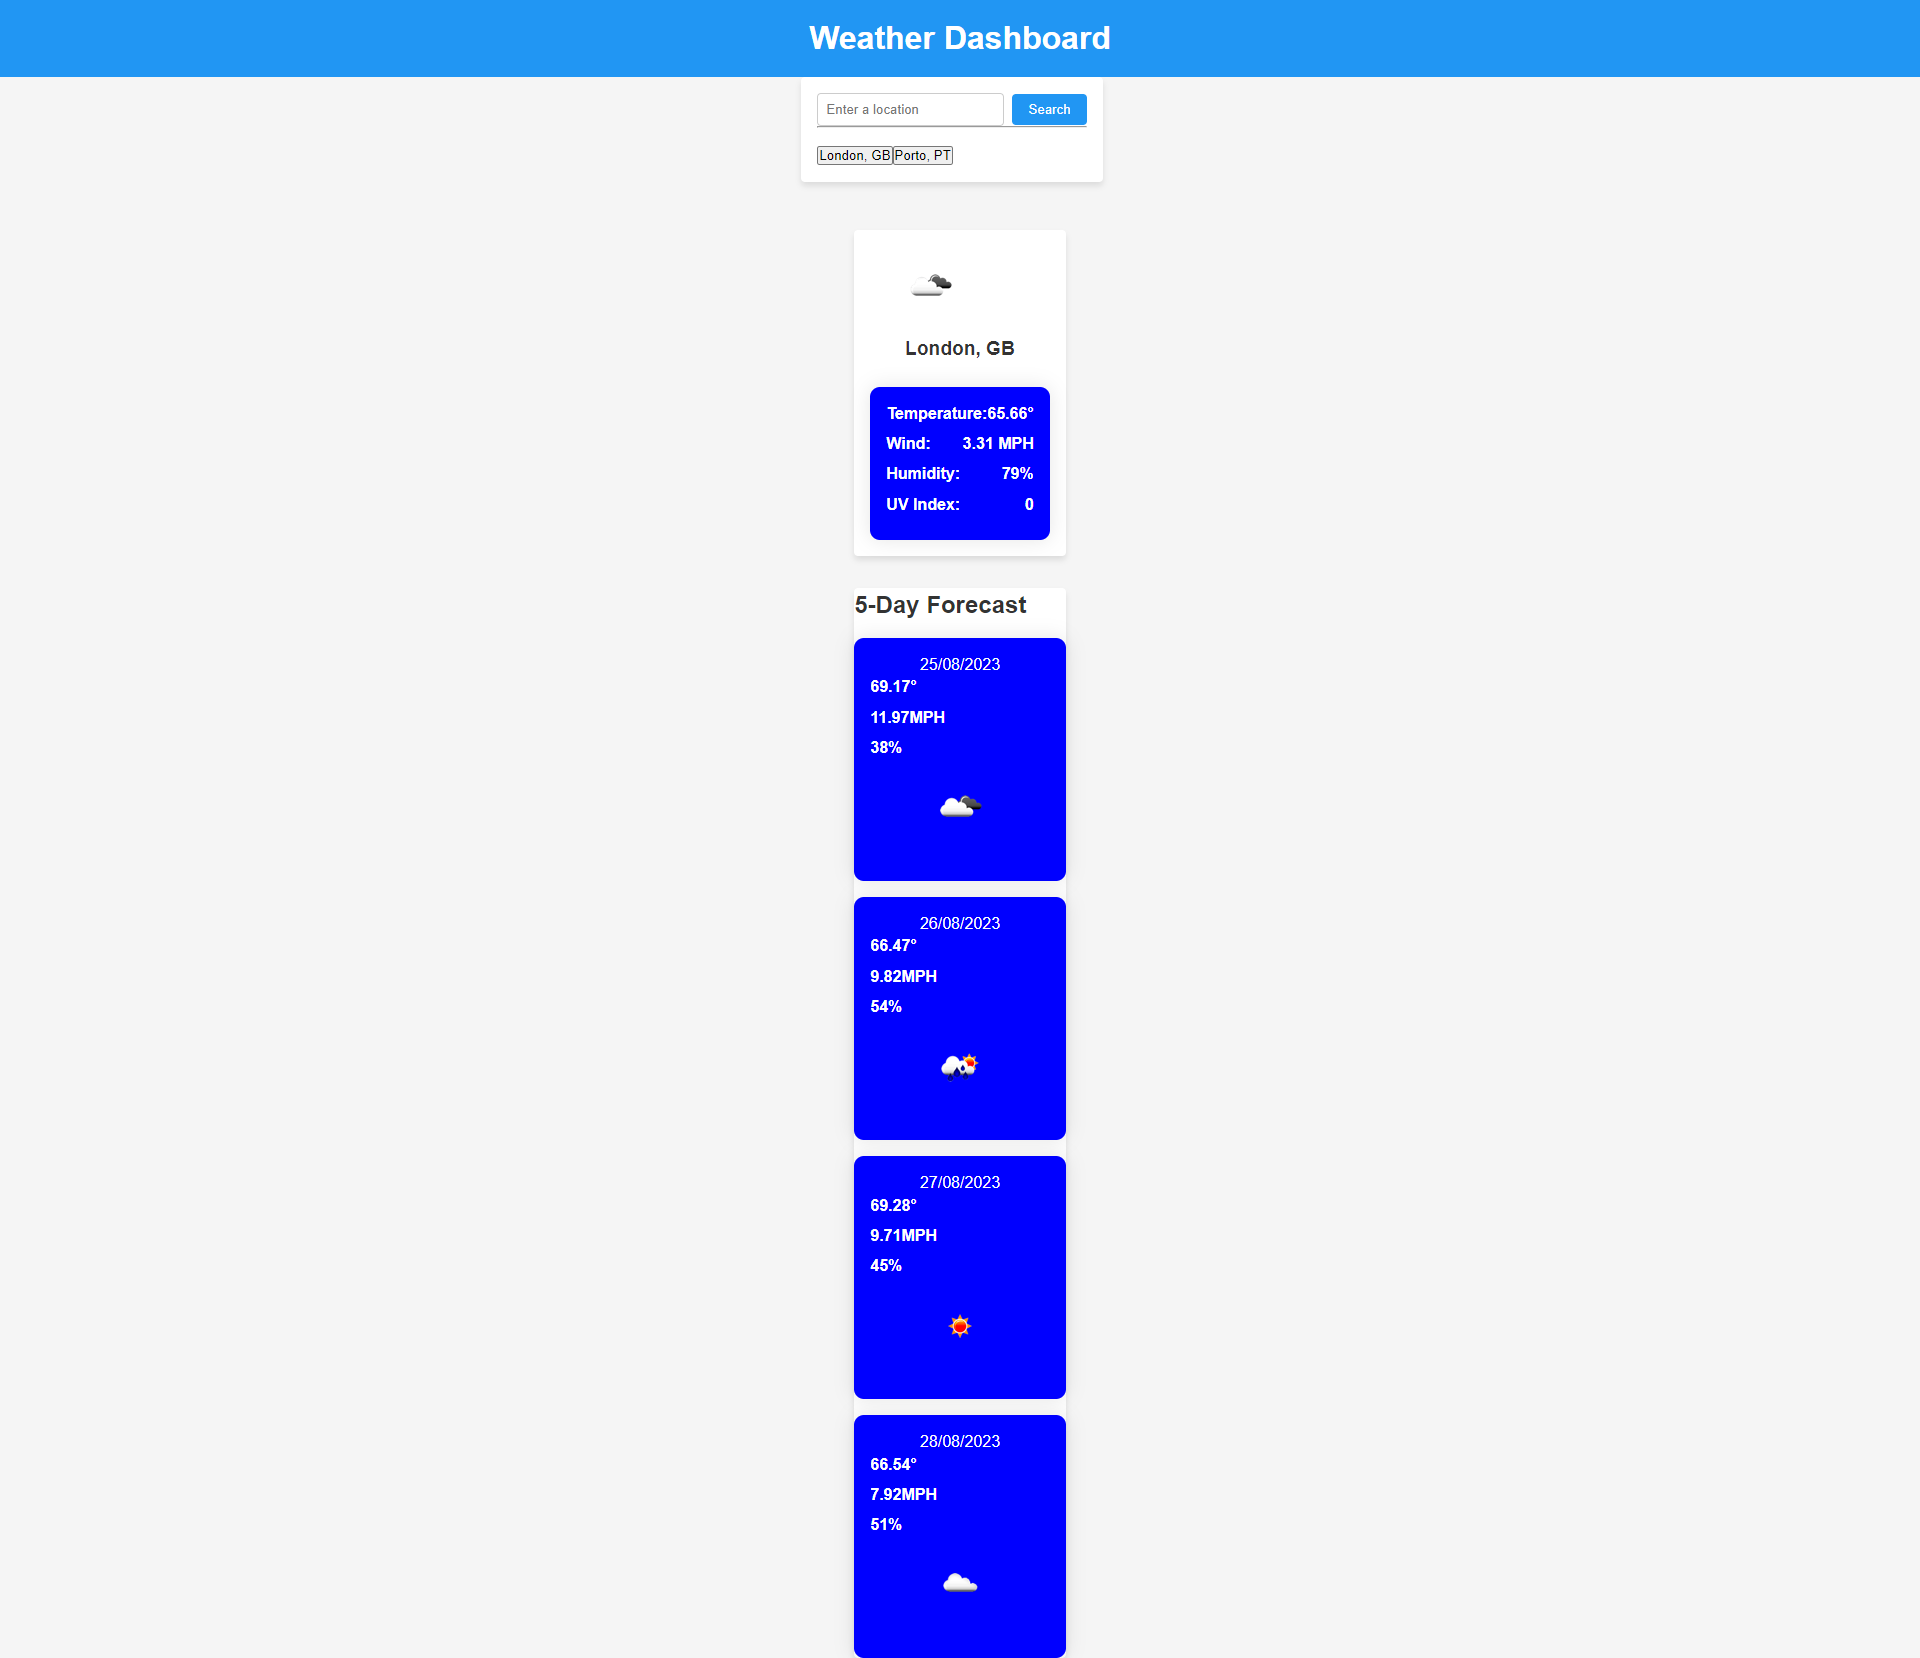 Weather Dashboard
Enter a location
Search
London, GB Porto, PT
London, GB
Temperature:65.66°
Wind: 3.31 MPH
Humidity: 79%
UV Index: 0
5-Day Forecast
25/08/2023
69.17°
11.97MPH
38%
26/08/2023
66.47°
9.82MPH
54%
27/08/2023
69.28°
9.71MPH
45%
28/08/2023
66.54°
7.92MPH
51%